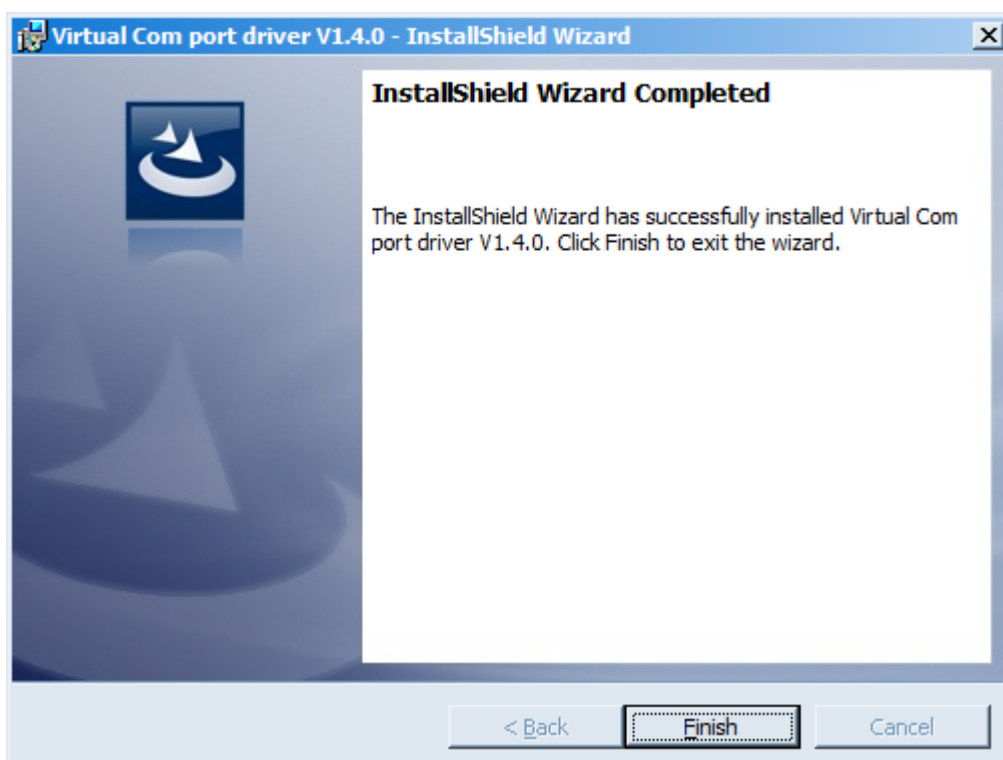 Virtual Com port driver V1.4.0 - InstallShield Wizard
InstallShield Wizard Completed
The InstallShield Wizard has successfully installed Virtual Com
port driver V1.4.0. Click Finish to exit the wizard.
< Back Finish Cancel